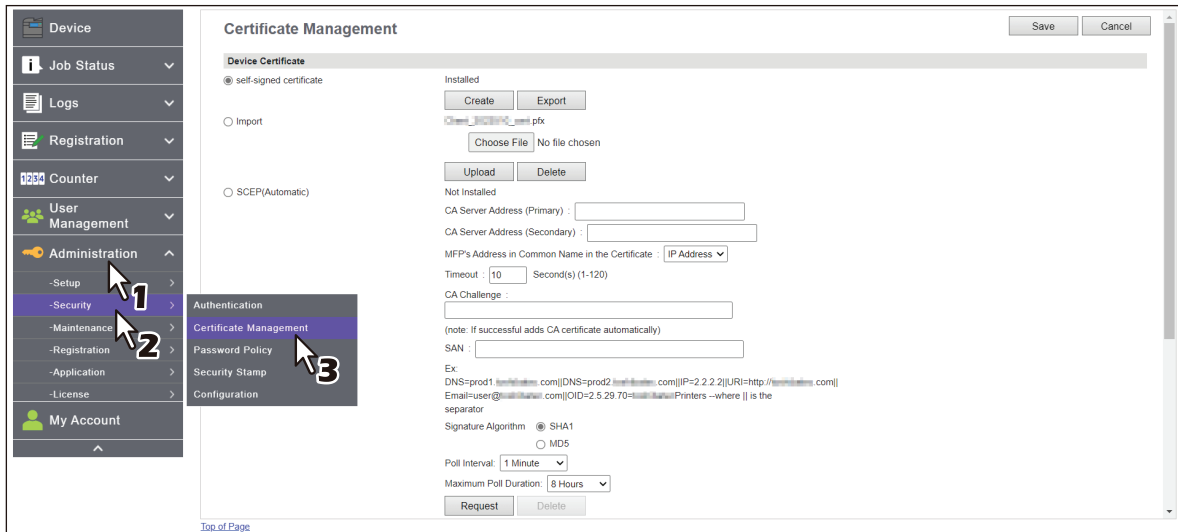 Device
Job Status
Logs
Registration
1234 Counter
User
Management
Administration
-Setup
-Security
-Maintenance
-Registration
-Application
-License
My Account
1
2
3
Authentication
Certificate Management
Password Policy
Security Stamp
Configuration
Certificate Management
Save Cancel
Device Certificate
self-signed certificate Installed
Create Export
Import .pfx
Choose File No file chosen
Upload Delete
SCEP(Automatic) Not Installed
CA Server Address (Primary) :
CA Server Address (Secondary) :
MFP's Address in Common Name in the Certificate : IP Address
Timeout : 10 Second(s) (1-120)
CA Challenge :
(note: If successful adds CA certificate automatically)
SAN :
Ex:
DNS=prod1. .com||DNS=prod2. .com||IP=2.2.2.2||URI=http:// .com||
Email=user@ .com||OID=2.5.29.70= Printers --where || is the
separator
Signature Algorithm SHA1
MD5
Poll Interval: 1 Minute
Maximum Poll Duration: 8 Hours
Request Delete
Top of Page